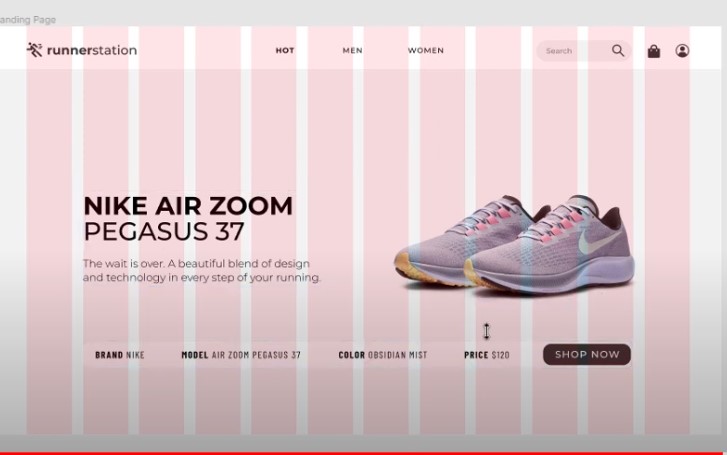 anding Page
runnerstation
HOT
MEN
WOMEN
Search
NIKE AIR ZOOM
PEGASUS 37
The wait is over. A beautiful blend of design
and technology in every step of your running.
BRAND NIKE
MODEL AIR ZOOM PEGASUS 37
COLOR OBSIDIAN MIST
PRICE $120
SHOP NOW